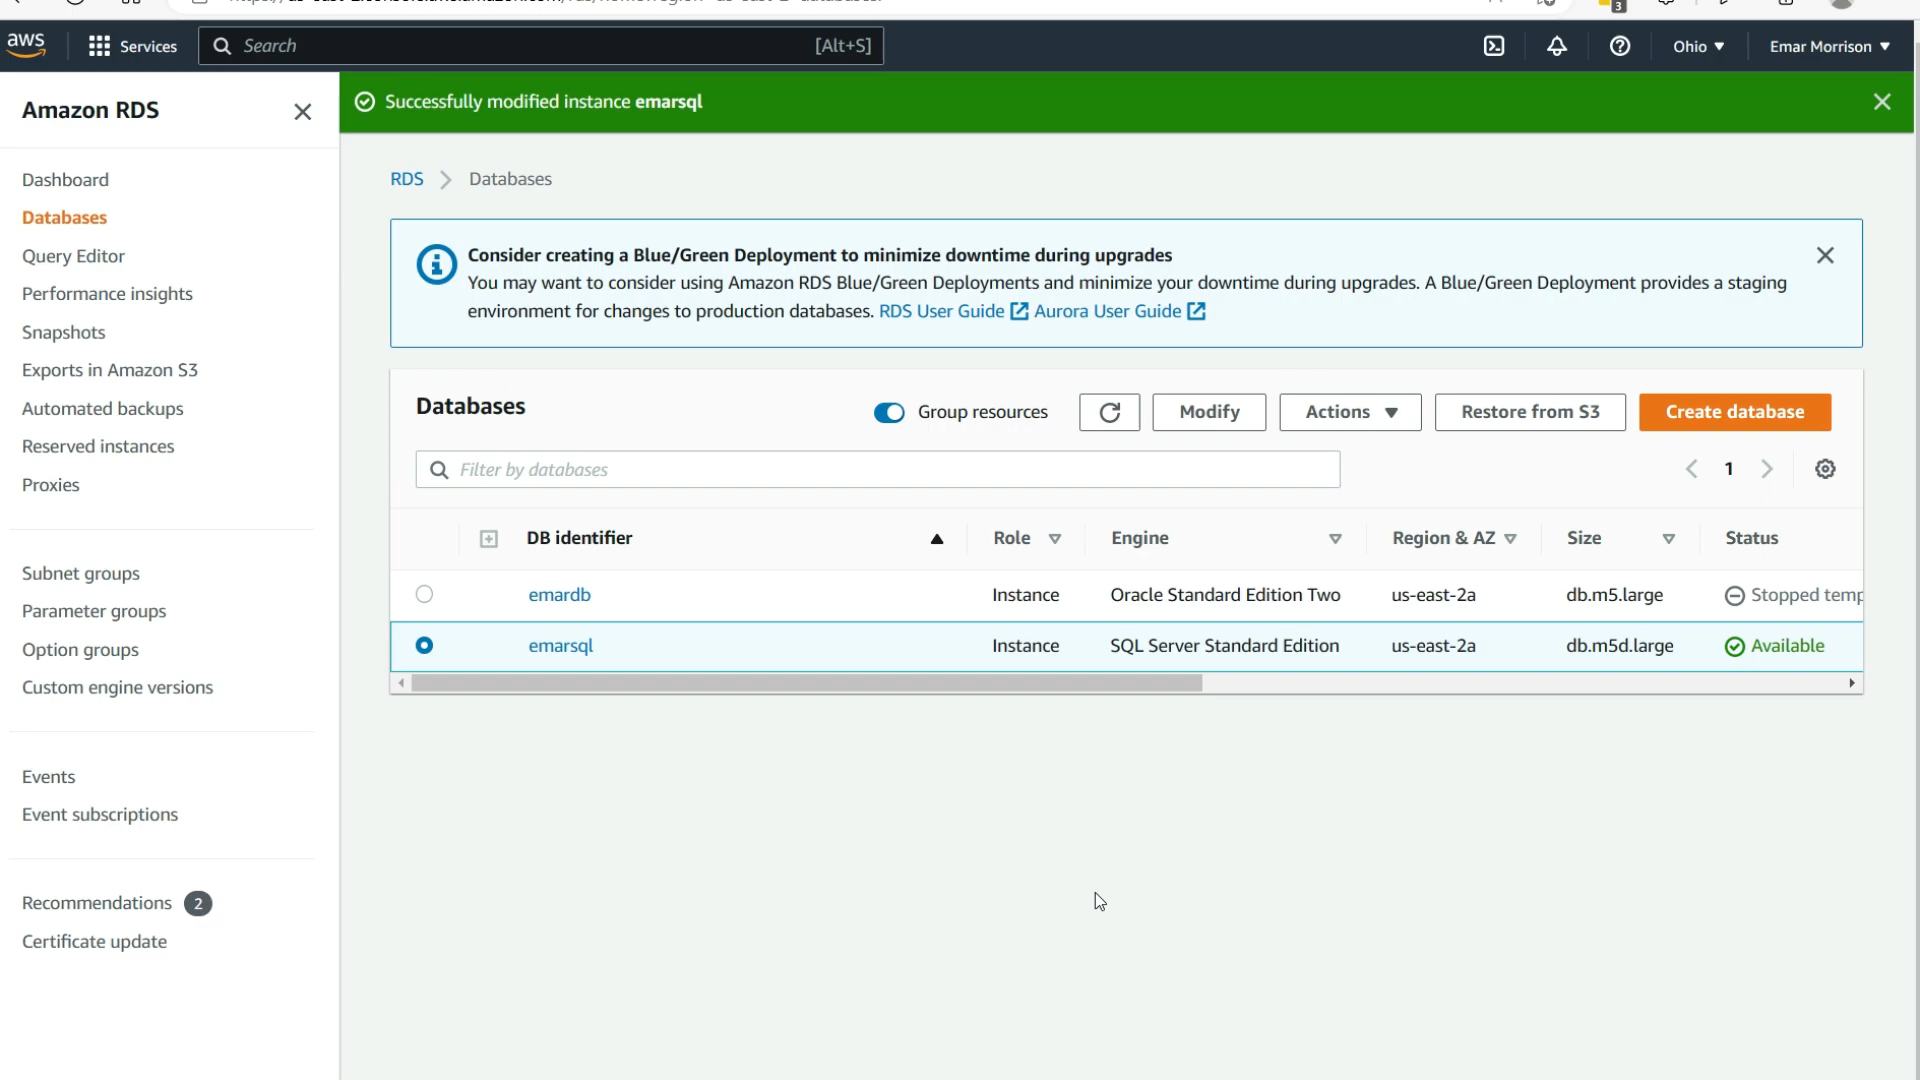 aws
Services
Search
[Alt+S]
Ohio
Emar Morrison
3
Amazon RDS
Dashboard
Databases
Query Editor
Performance insights
Snapshots
Exports in Amazon S3
Automated backups
Reserved instances
Proxies
Subnet groups
Parameter groups
Option groups
Custom engine versions
Events
Event subscriptions
Recommendations 2
Certificate update
Successfully modified instance emarsql
RDS > Databases
Consider creating a Blue/Green Deployment to minimize downtime during upgrades
You may want to consider using Amazon RDS Blue/Green Deployments and minimize your downtime during upgrades. A Blue/Green Deployment provides a staging
environment for changes to production databases. RDS User Guide Aurora User Guide
Databases
Group resources
Modify
Actions
Restore from S3
Create database
Filter by databases
1
DB identifier Role Engine Region & AZ Size Status
emardb Instance Oracle Standard Edition Two us-east-2a db.m5.large Stopped temp
emarsql Instance SQL Server Standard Edition us-east-2a db.m5d.large Available